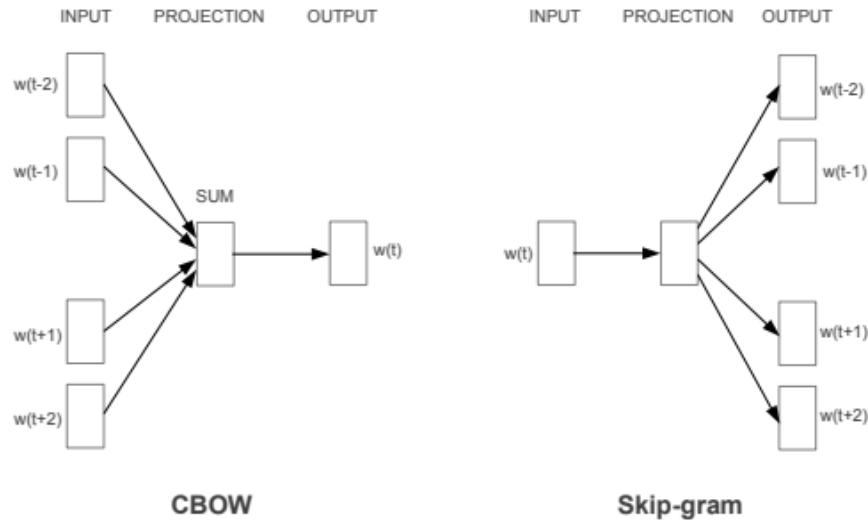 INPUT PROJECTION OUTPUT
w(t-2)
w(t-1)
SUM
w(t)
w(t+1)
w(t+2)
CBOW
INPUT PROJECTION OUTPUT
w(t-2)
w(t-1)
w(t)
w(t+1)
w(t+2)
Skip-gram